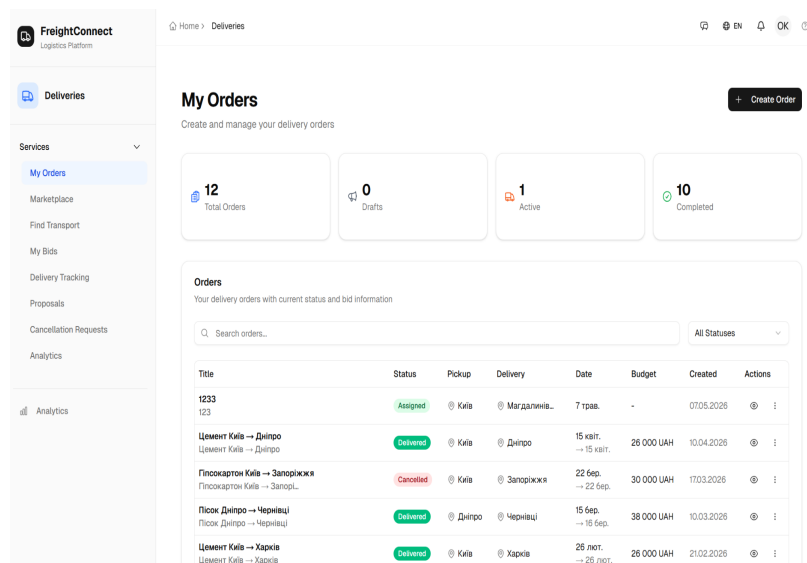 FreightConnect
Logistics Platform
Home > Deliveries
EN
OK
Deliveries
Services
My Orders
Marketplace
Find Transport
My Bids
Delivery Tracking
Proposals
Cancellation Requests
Analytics
Analytics
My Orders
Create and manage your delivery orders
+ Create Order
12
Total Orders
0
Drafts
1
Active
10
Completed
Orders
Your delivery orders with current status and bid information
Search orders...
All Statuses
Title Status Pickup Delivery Date Budget Created Actions
1233
123
Assigned Київ Магдалинів... 7 трав. - 07.05.2026
Цемент Київ → Дніпро
Цемент Київ → Дніпро
Delivered Київ Дніпро 15 квіт. → 15 квіт. 26 000 UAH 10.04.2026
Гіпсокартон Київ → Запоріжжя
Гіпсокартон Київ → Запорі...
Cancelled Київ Запоріжжя 22 бер. → 22 бер. 30 000 UAH 17.03.2026
Пісок Дніпро → Чернівці
Пісок Дніпро → Чернівці
Delivered Дніпро Чернівці 15 бер. → 16 бер. 38 000 UAH 10.03.2026
Цемент Київ → Харків
Цемент Київ → Харків
Delivered Київ Харків 26 лют. → 26 лют. 26 000 UAH 21.02.2026